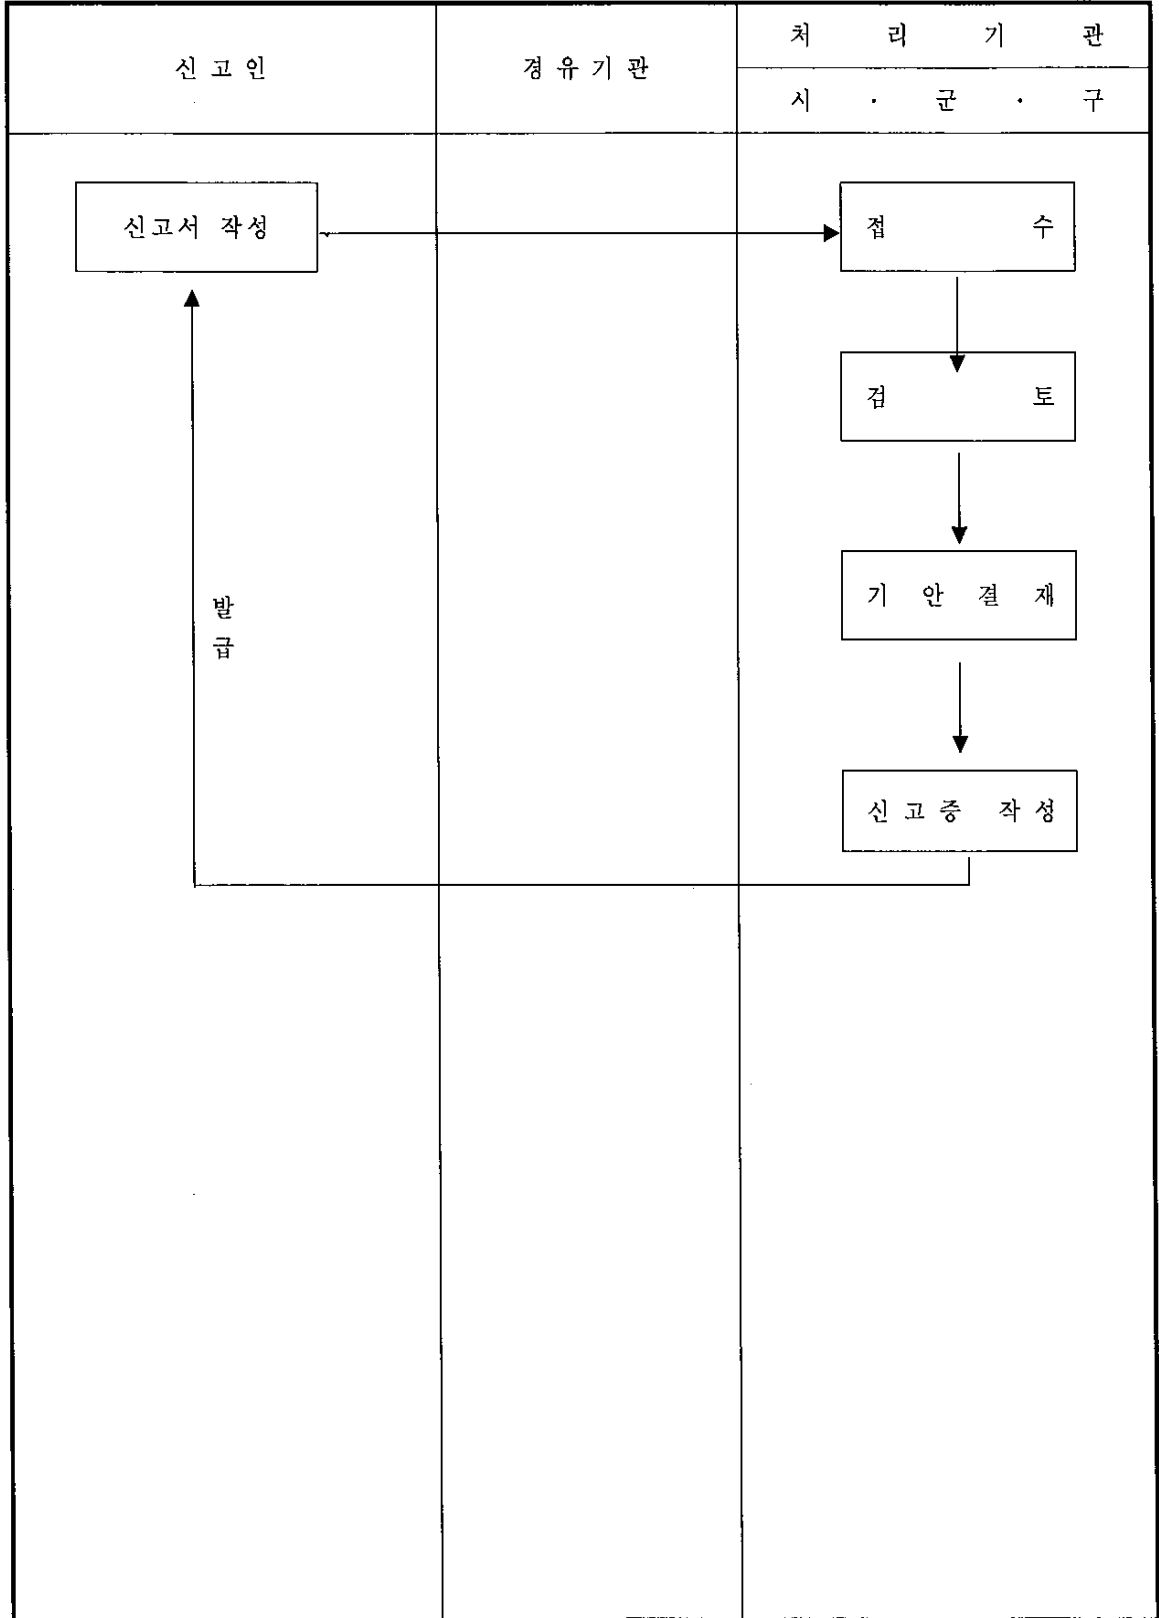 신 고 인
경 유 기 관
처 리 기 관
시 · 군 · 구
신고서 작성
접 수
검 토
기 안 결 재
발
급
신 고 증 작 성